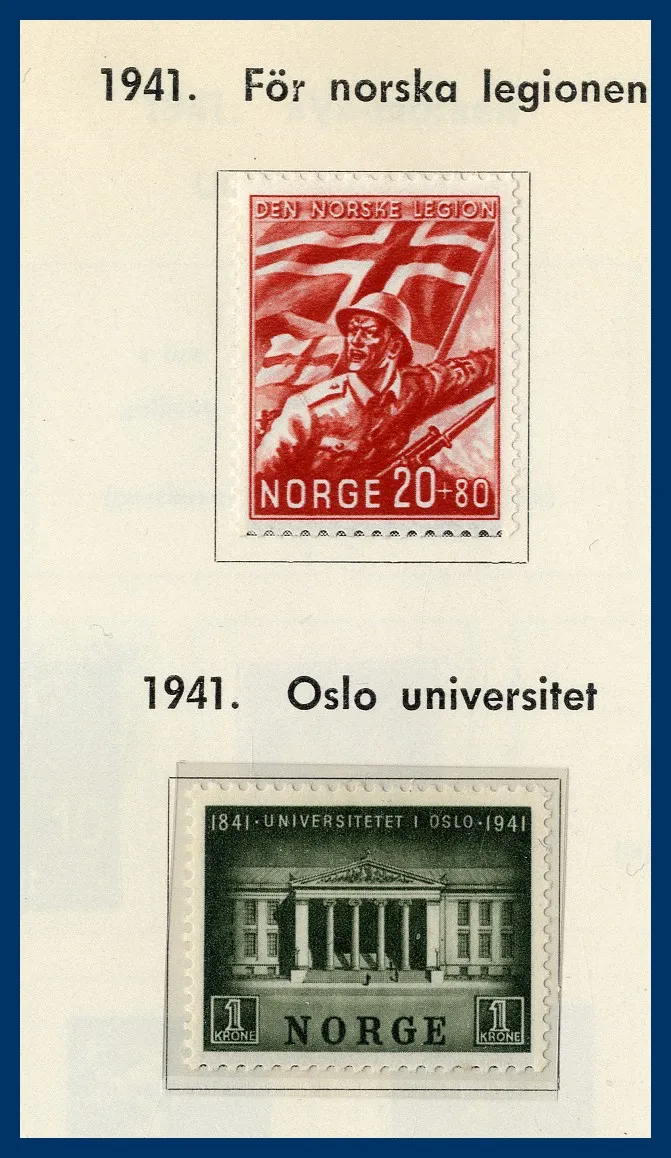 1941. För norska legionen
DEN NORSKE LEGION
NORGE 20+80
1941. Oslo universitet
1841·UNIVERSITETET I OSLO·1941
1 KRONE NORGE 1 KRONE